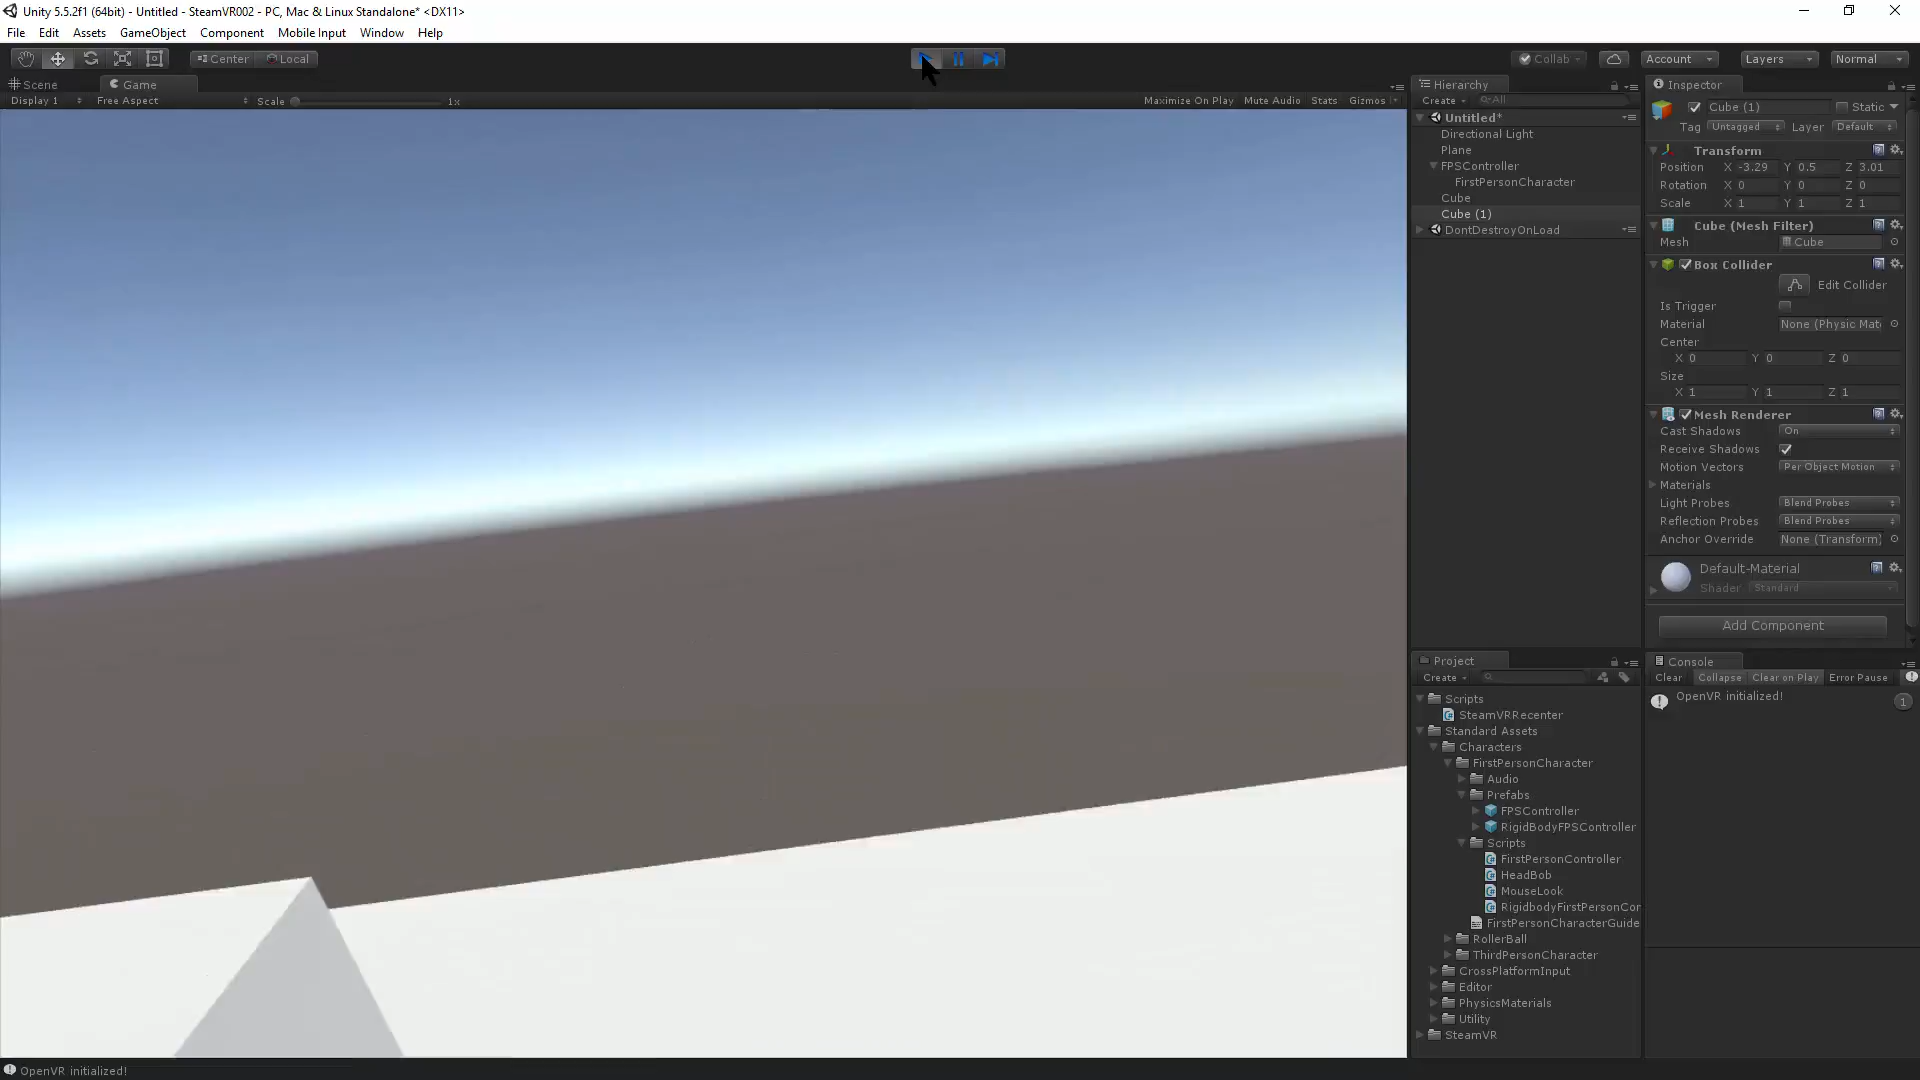 Unity 5.5.2f1 (64bit) - Untitled - SteamVR002 - PC, Mac & Linux Standalone* <DX11>
File Edit Assets GameObject Component Mobile Input Window Help
Center Local
Collab Account Layers Normal
Scene Game
Display 1 Free Aspect Scale 1x Maximize On Play Mute Audio Stats Gizmos
Hierarchy
Create All
Untitled*
Directional Light
Plane
FPSController
FirstPersonCharacter
Cube
Cube (1)
DontDestroyOnLoad
Inspector
Cube (1) Static
Tag Untagged Layer Default
Transform
Position X -3.29 Y 0.5 Z 3.01
Rotation X 0 Y 0 Z 0
Scale X 1 Y 1 Z 1
Cube (Mesh Filter)
Mesh Cube
Box Collider
Edit Collider
Is Trigger
Material None (Physic Mat
Center
X 0 Y 0 Z 0
Size
X 1 Y 1 Z 1
Mesh Renderer
Cast Shadows On
Receive Shadows
Motion Vectors Per Object Motion
Materials
Light Probes Blend Probes
Reflection Probes Blend Probes
Anchor Override None (Transform)
Default-Material
Shader Standard
Add Component
Project
Create
Scripts
SteamVRRecenter
Standard Assets
Characters
FirstPersonCharacter
Audio
Prefabs
FPSController
RigidBodyFPSController
Scripts
FirstPersonController
HeadBob
MouseLook
RigidbodyFirstPersonCor
FirstPersonCharacterGuide
RollerBall
ThirdPersonCharacter
CrossPlatformInput
Editor
PhysicsMaterials
Utility
SteamVR
Console
Clear Collapse Clear on Play Error Pause
OpenVR initialized! 1
OpenVR initialized!